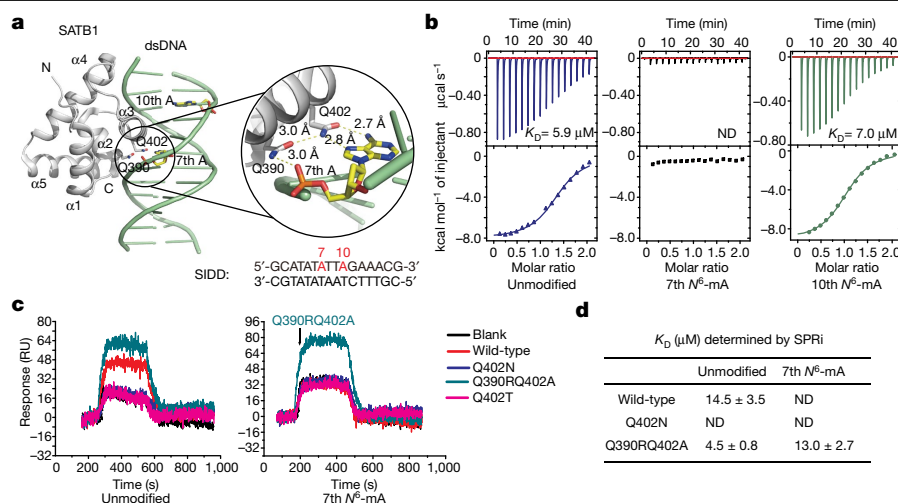 a
SATB1
dsDNA
α4
N
10th A
α3
α2
Q402
Q390
7th A
α5
C
α1
Q402
3.0 Å
2.7 Å
2.8 Å
3.0 Å
Q390
7th A
7 10
SIDD: 5′-GCATATATTAGAAACG-3′
3′-CGTATATAATCTTTGC-5′
b
Time (min) Time (min) Time (min)
0 10 20 30 40 0 10 20 30 40 0 10 20 30 40
µcal s⁻¹
0 0 0
−0.40 −0.40 −0.40
−0.80 −0.80 −0.80
K_D= 5.9 µM ND K_D= 7.0 µM
kcal mol⁻¹ of injectant
0 0 0
−4.0 −4.0 −4.0
−8.0 −8.0 −8.0
0 0.5 1.0 1.5 2.0 0 0.5 1.0 1.5 2.0 0 0.5 1.0 1.5 2.0
Molar ratio Molar ratio Molar ratio
Unmodified 7th N⁶-mA 10th N⁶-mA
c
Response (RU)
80
64
48
32
16
0
−16
−32
0 200 400 600 800 1,000
Time (s)
Unmodified
Q390RQ402A
96
80
64
48
32
16
0
−16
−32
0 200 400 600 800 1,000
Time (s)
7th N⁶-mA
Blank
Wild-type
Q402N
Q390RQ402A
Q402T
d
K_D (µM) determined by SPRi
Unmodified 7th N⁶-mA
Wild-type 14.5 ± 3.5 ND
Q402N ND ND
Q390RQ402A 4.5 ± 0.8 13.0 ± 2.7